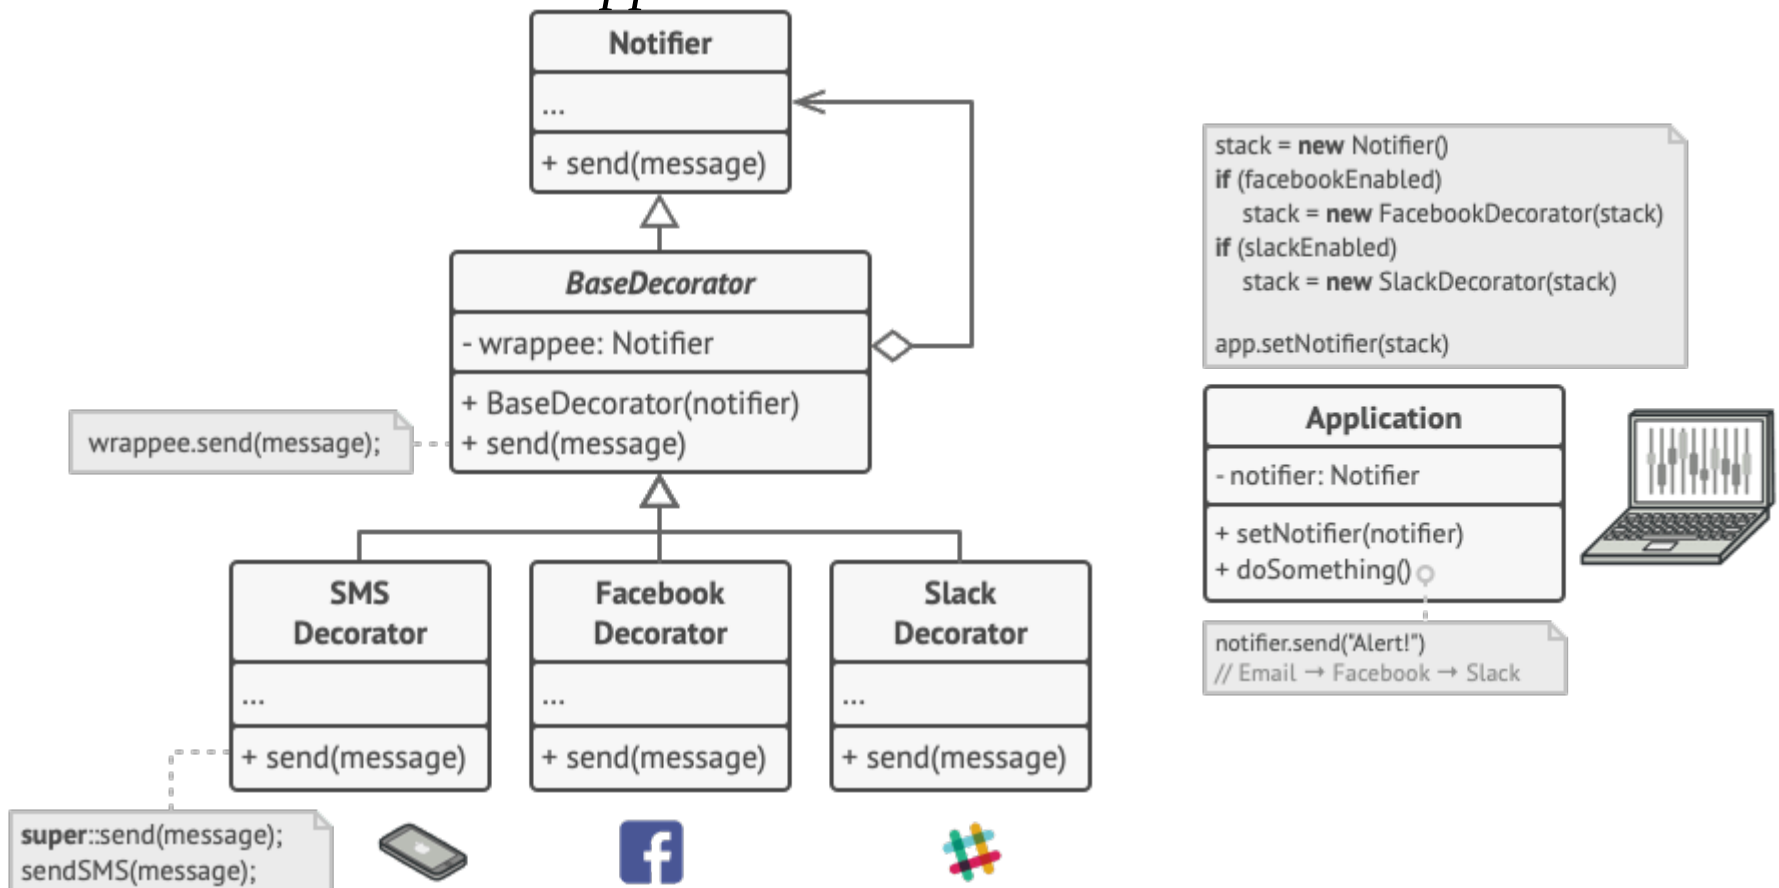 Notifier
...
+ send(message)
BaseDecorator
- wrappee: Notifier
+ BaseDecorator(notifier)
+ send(message)
wrappee.send(message);
SMS
Decorator
...
+ send(message)
super::send(message);
sendSMS(message);
Facebook
Decorator
...
+ send(message)
Slack
Decorator
...
+ send(message)
stack = new Notifier()
if (facebookEnabled)
stack = new FacebookDecorator(stack)
if (slackEnabled)
stack = new SlackDecorator(stack)
app.setNotifier(stack)
Application
- notifier: Notifier
+ setNotifier(notifier)
+ doSomething()
notifier.send("Alert!")
// Email → Facebook → Slack